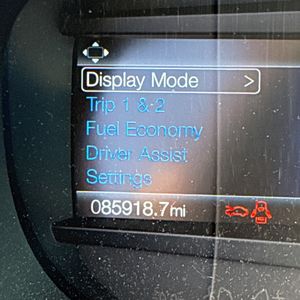 Display Mode >
Trip 1 & 2
Fuel Economy
Driver Assist
Settings
085918.7mi